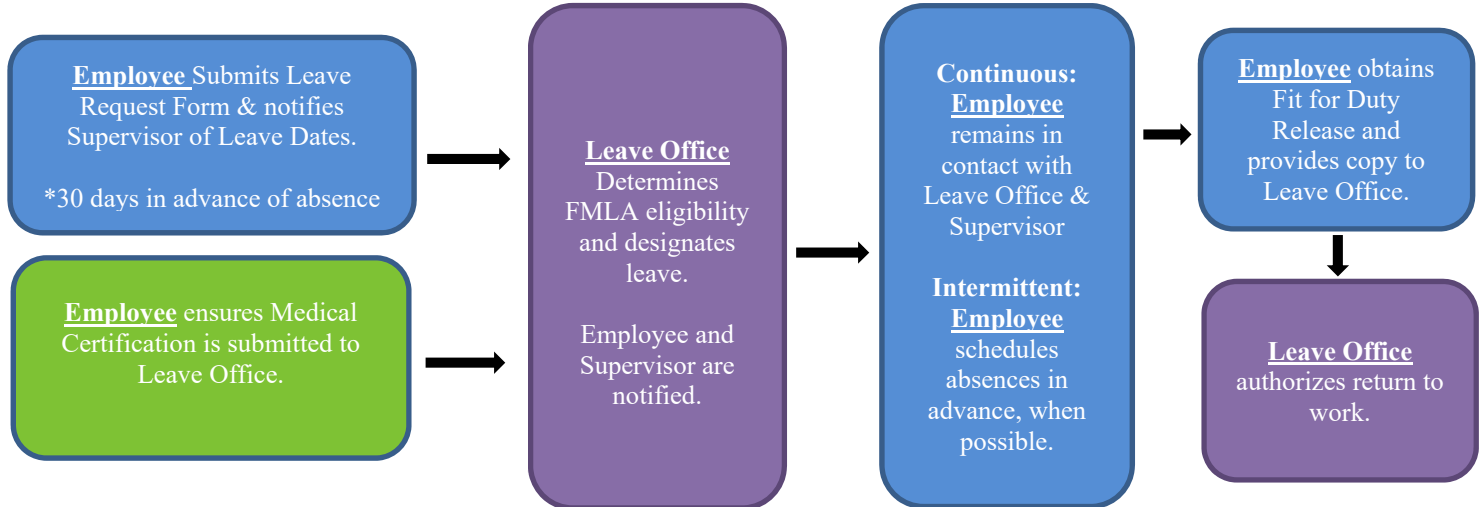 Employee Submits Leave
Request Form & notifies
Supervisor of Leave Dates.
*30 days in advance of absence
Employee ensures Medical
Certification is submitted to
Leave Office.
Leave Office
Determines
FMLA eligibility
and designates
leave.
Employee and
Supervisor are
notified.
Continuous:
Employee
remains in
contact with
Leave Office &
Supervisor
Intermittent:
Employee
schedules
absences in
advance, when
possible.
Employee obtains
Fit for Duty
Release and
provides copy to
Leave Office.
Leave Office
authorizes return to
work.